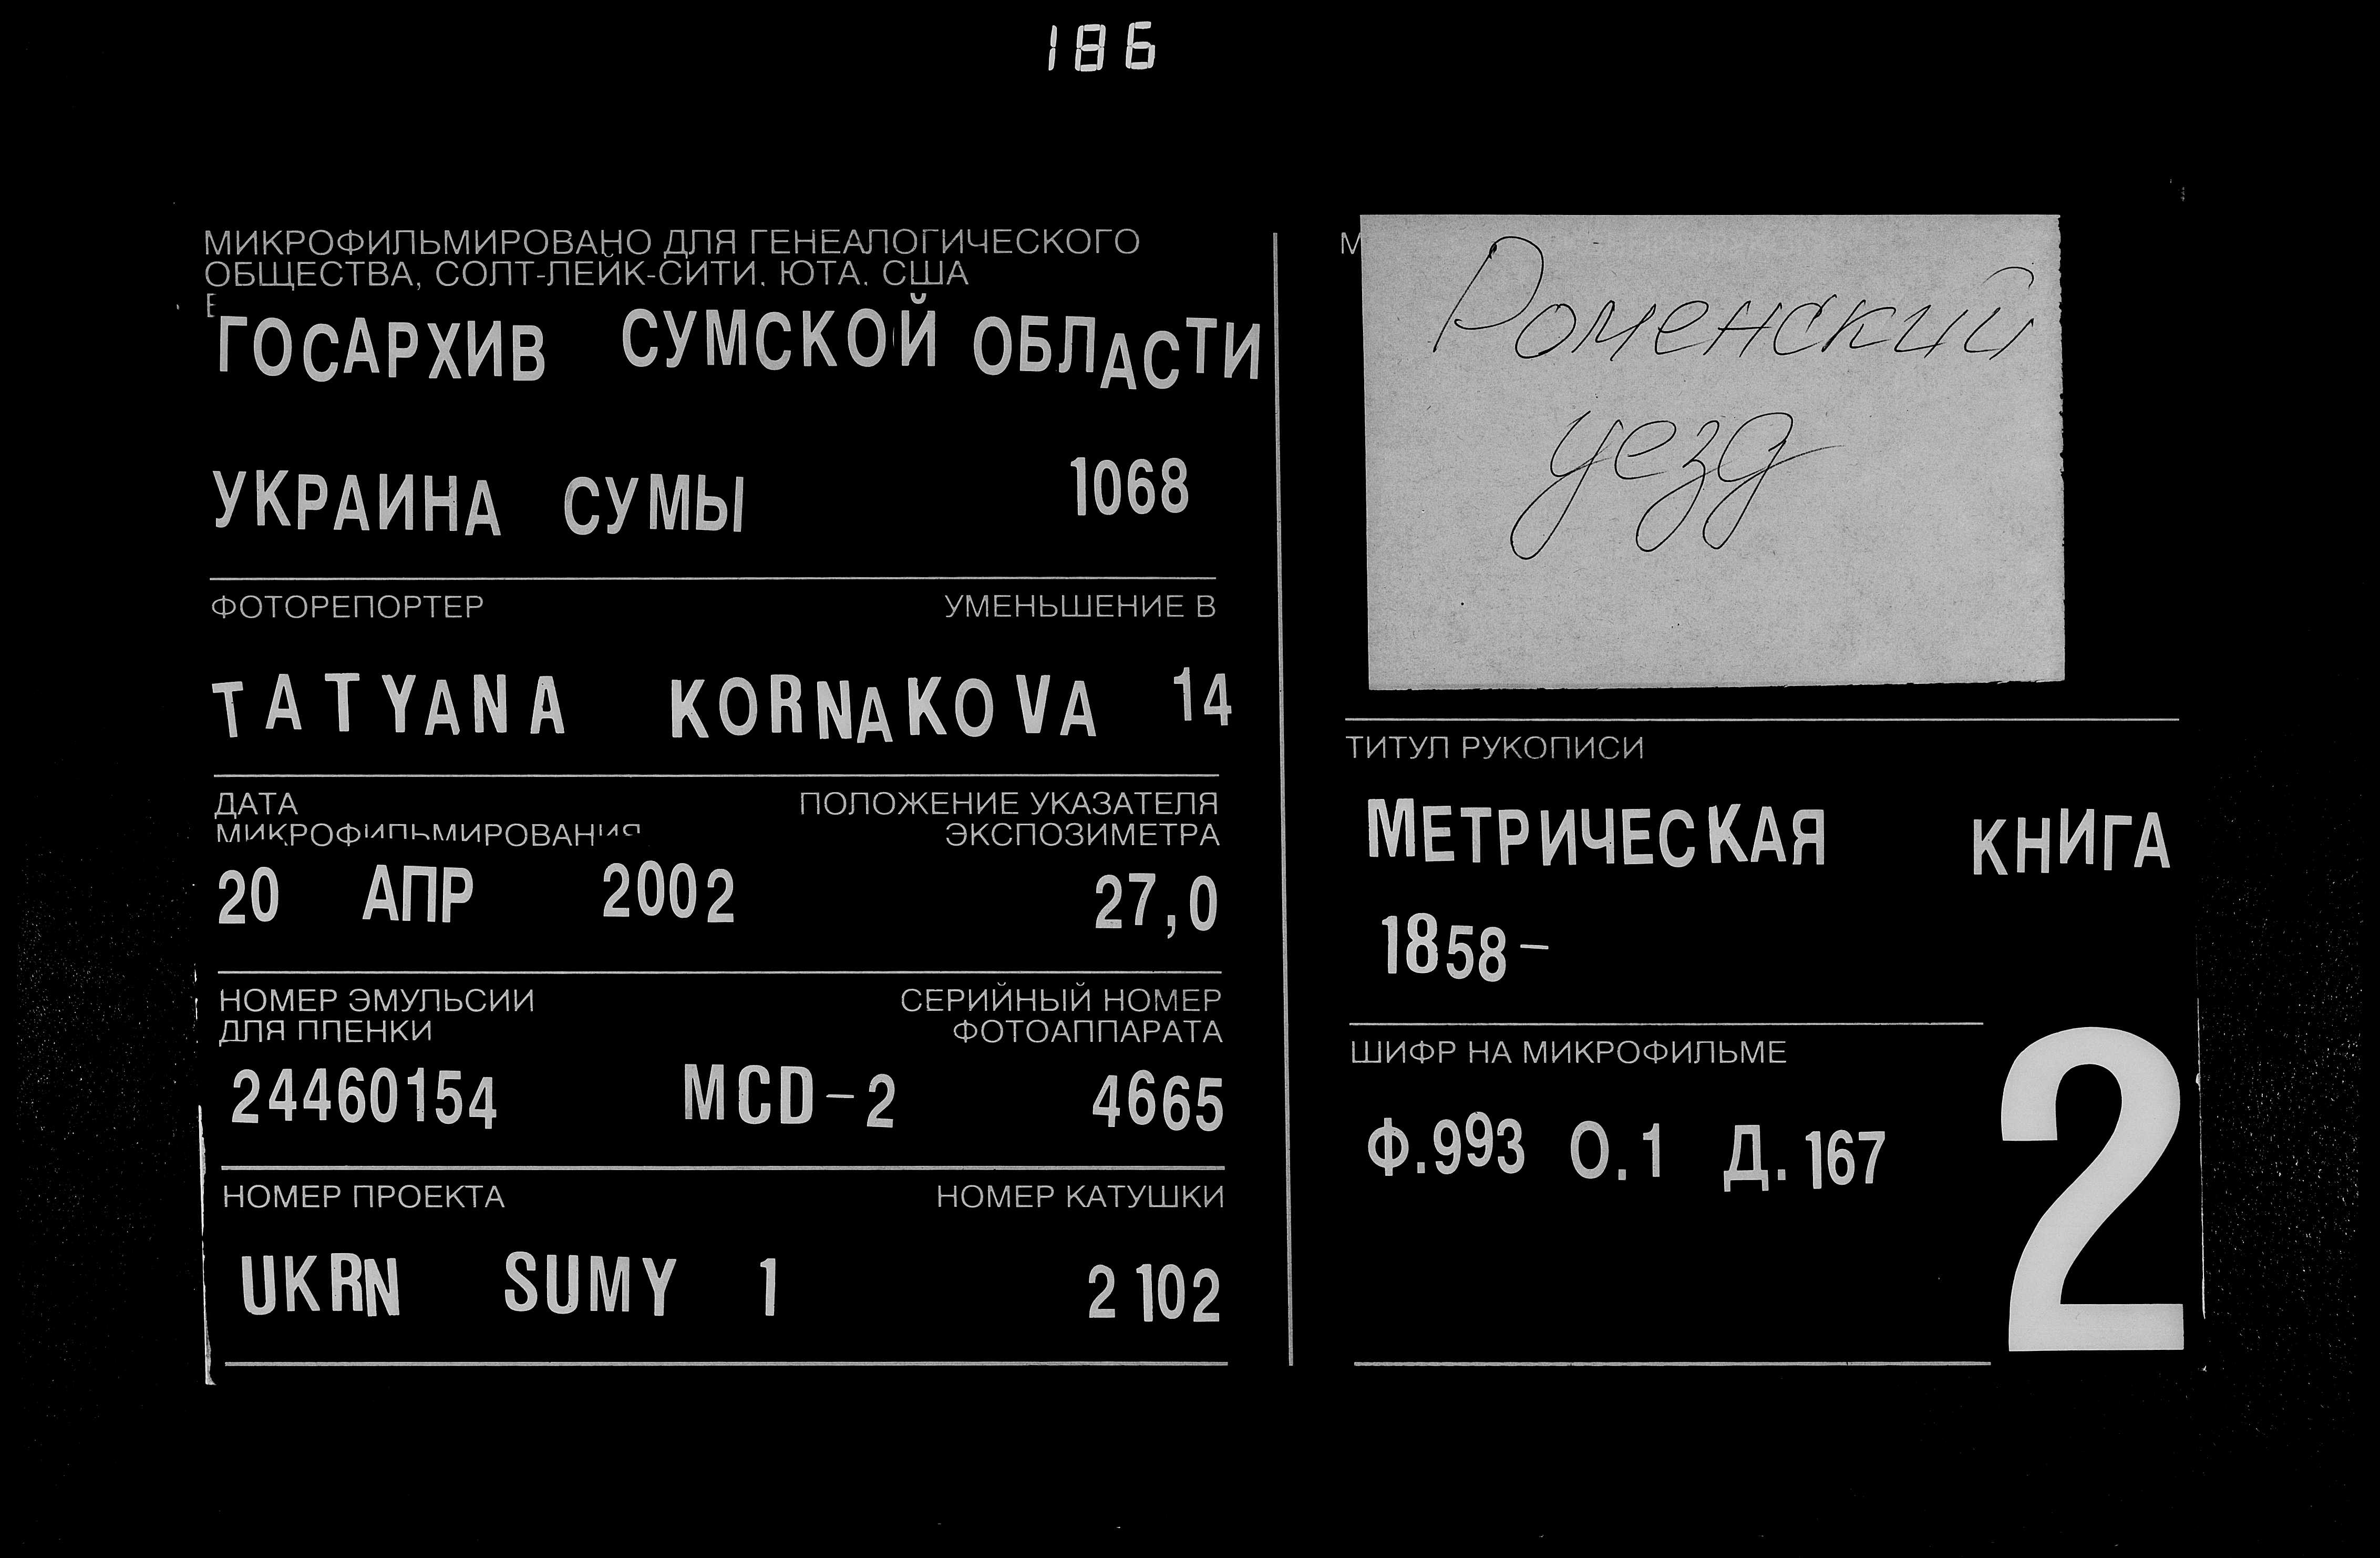 186
МИКРОФИЛЬМИРОВАНО ДЛЯ ГЕНЕАЛОГИЧЕСКОГО
ОБЩЕСТВА, СОЛТ-ЛЕЙК-СИТИ, ЮТА, США
ГОСАРХИВ СУМСКОЙ ОБЛАСТИ
УКРАИНА СУМЫ 1068
ФОТОРЕПОРТЕР УМЕНЬШЕНИЕ В
TATYANA KORNAKOVA 14
ДАТА ПОЛОЖЕНИЕ УКАЗАТЕЛЯ
МИКРОФИЛЬМИРОВАНИЯ ЭКСПОЗИМЕТРА
20 АПР 2002 27,0
НОМЕР ЭМУЛЬСИИ СЕРИЙНЫЙ НОМЕР
ДЛЯ ПЛЕНКИ ФОТОАППАРАТА
24460154 MCD-2 4665
НОМЕР ПРОЕКТА НОМЕР КАТУШКИ
UKRN SUMY 1 2102
Роменский
уезд
ТИТУЛ РУКОПИСИ
МЕТРИЧЕСКАЯ КНИГА
1858-
ШИФР НА МИКРОФИЛЬМЕ
Ф.993 О.1 Д.167
2